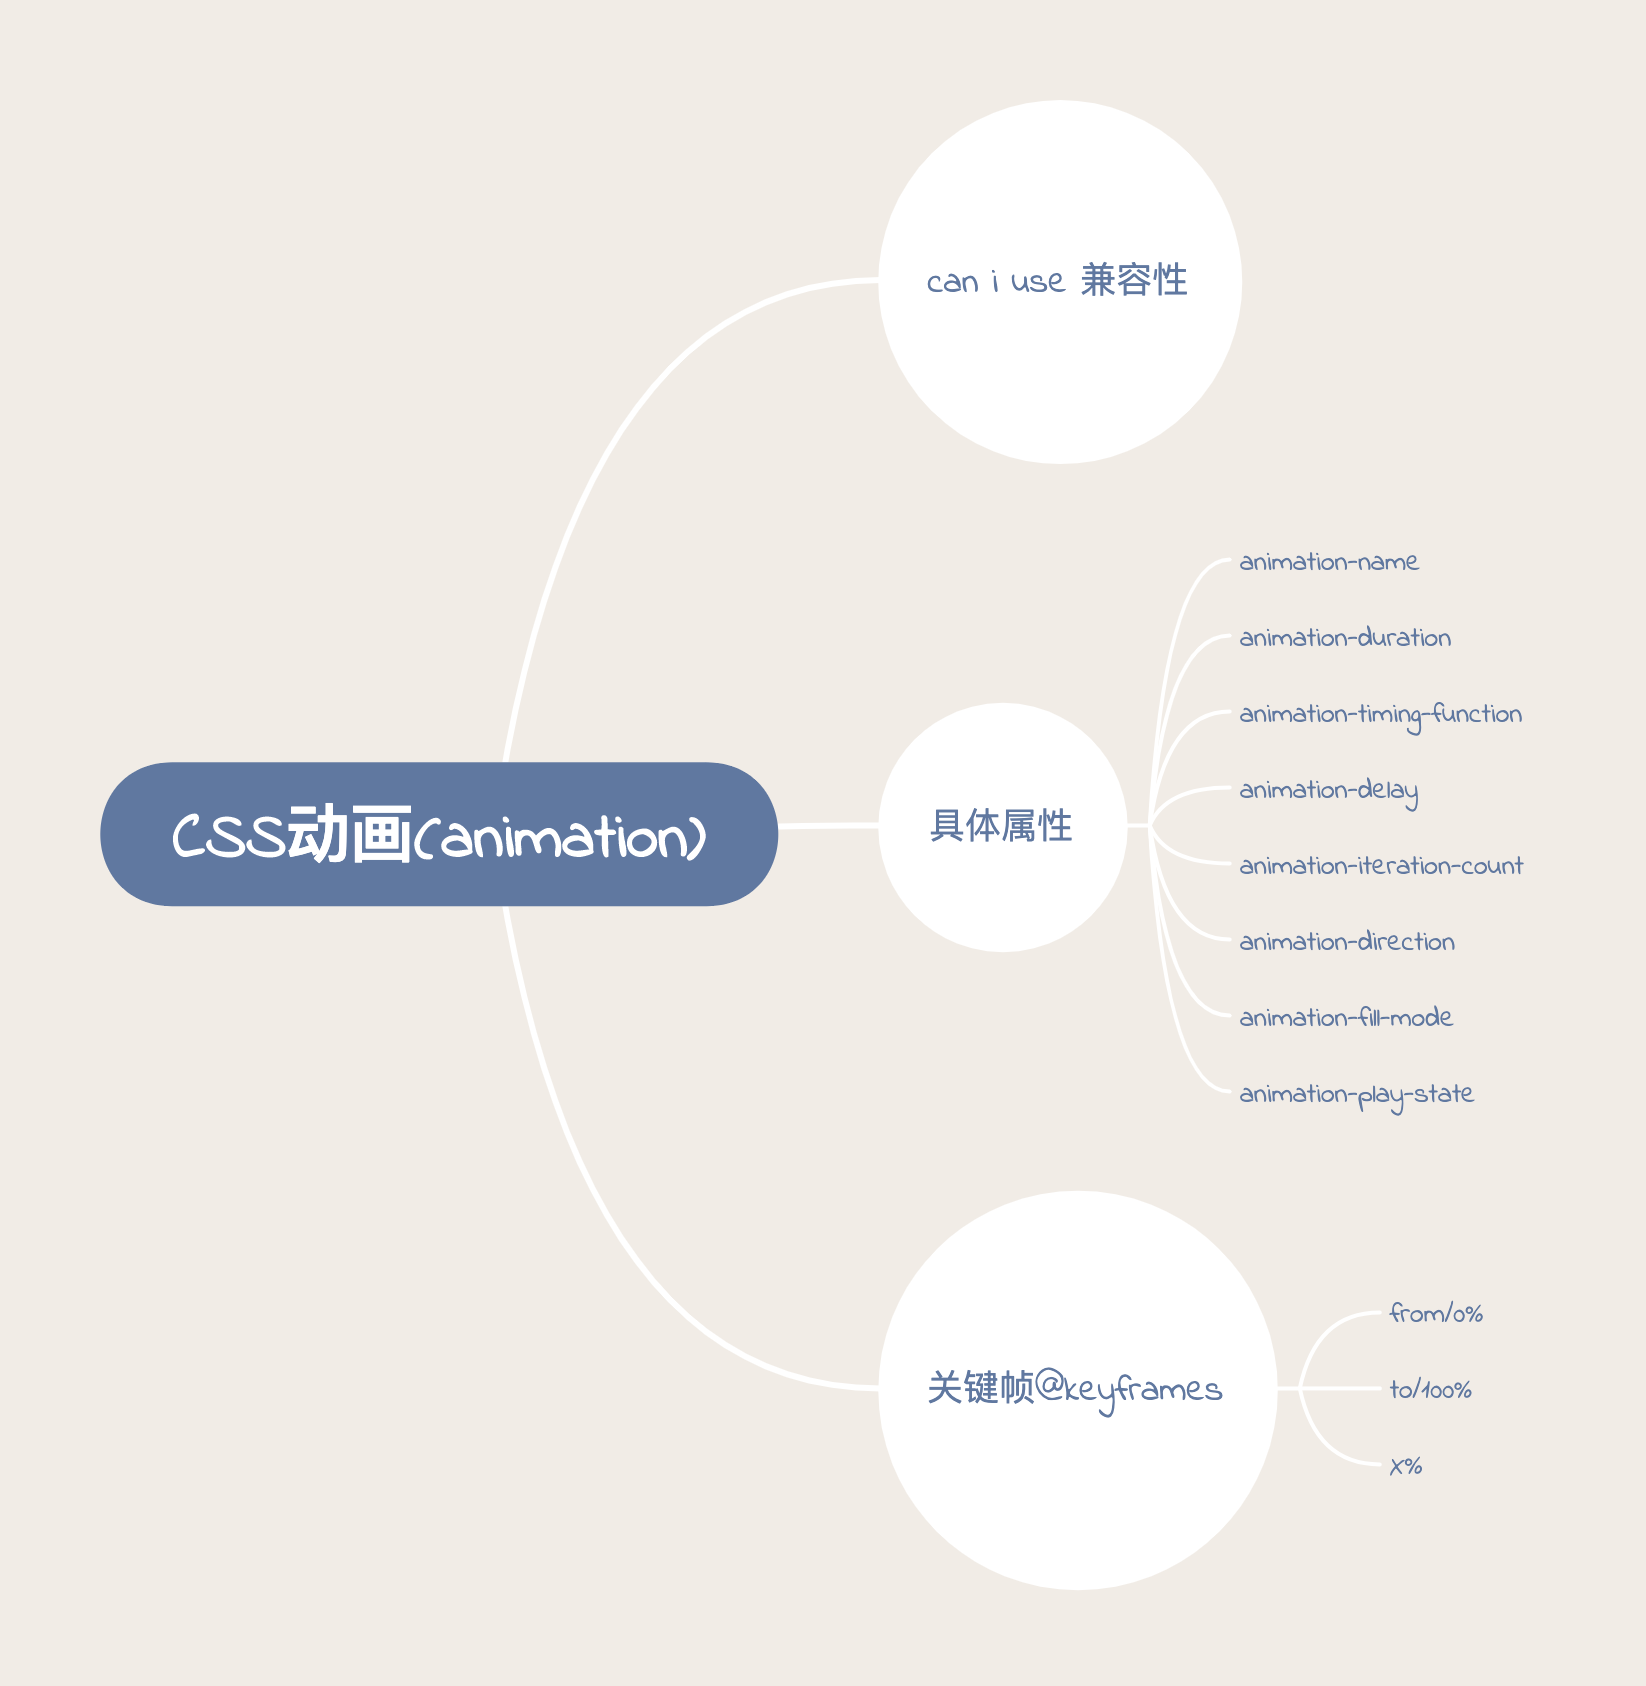 CSS动画(animation)
can i use 兼容性
具体属性
animation-name
animation-duration
animation-timing-function
animation-delay
animation-iteration-count
animation-direction
animation-fill-mode
animation-play-state
关键帧@keyframes
from/0%
to/100%
x%